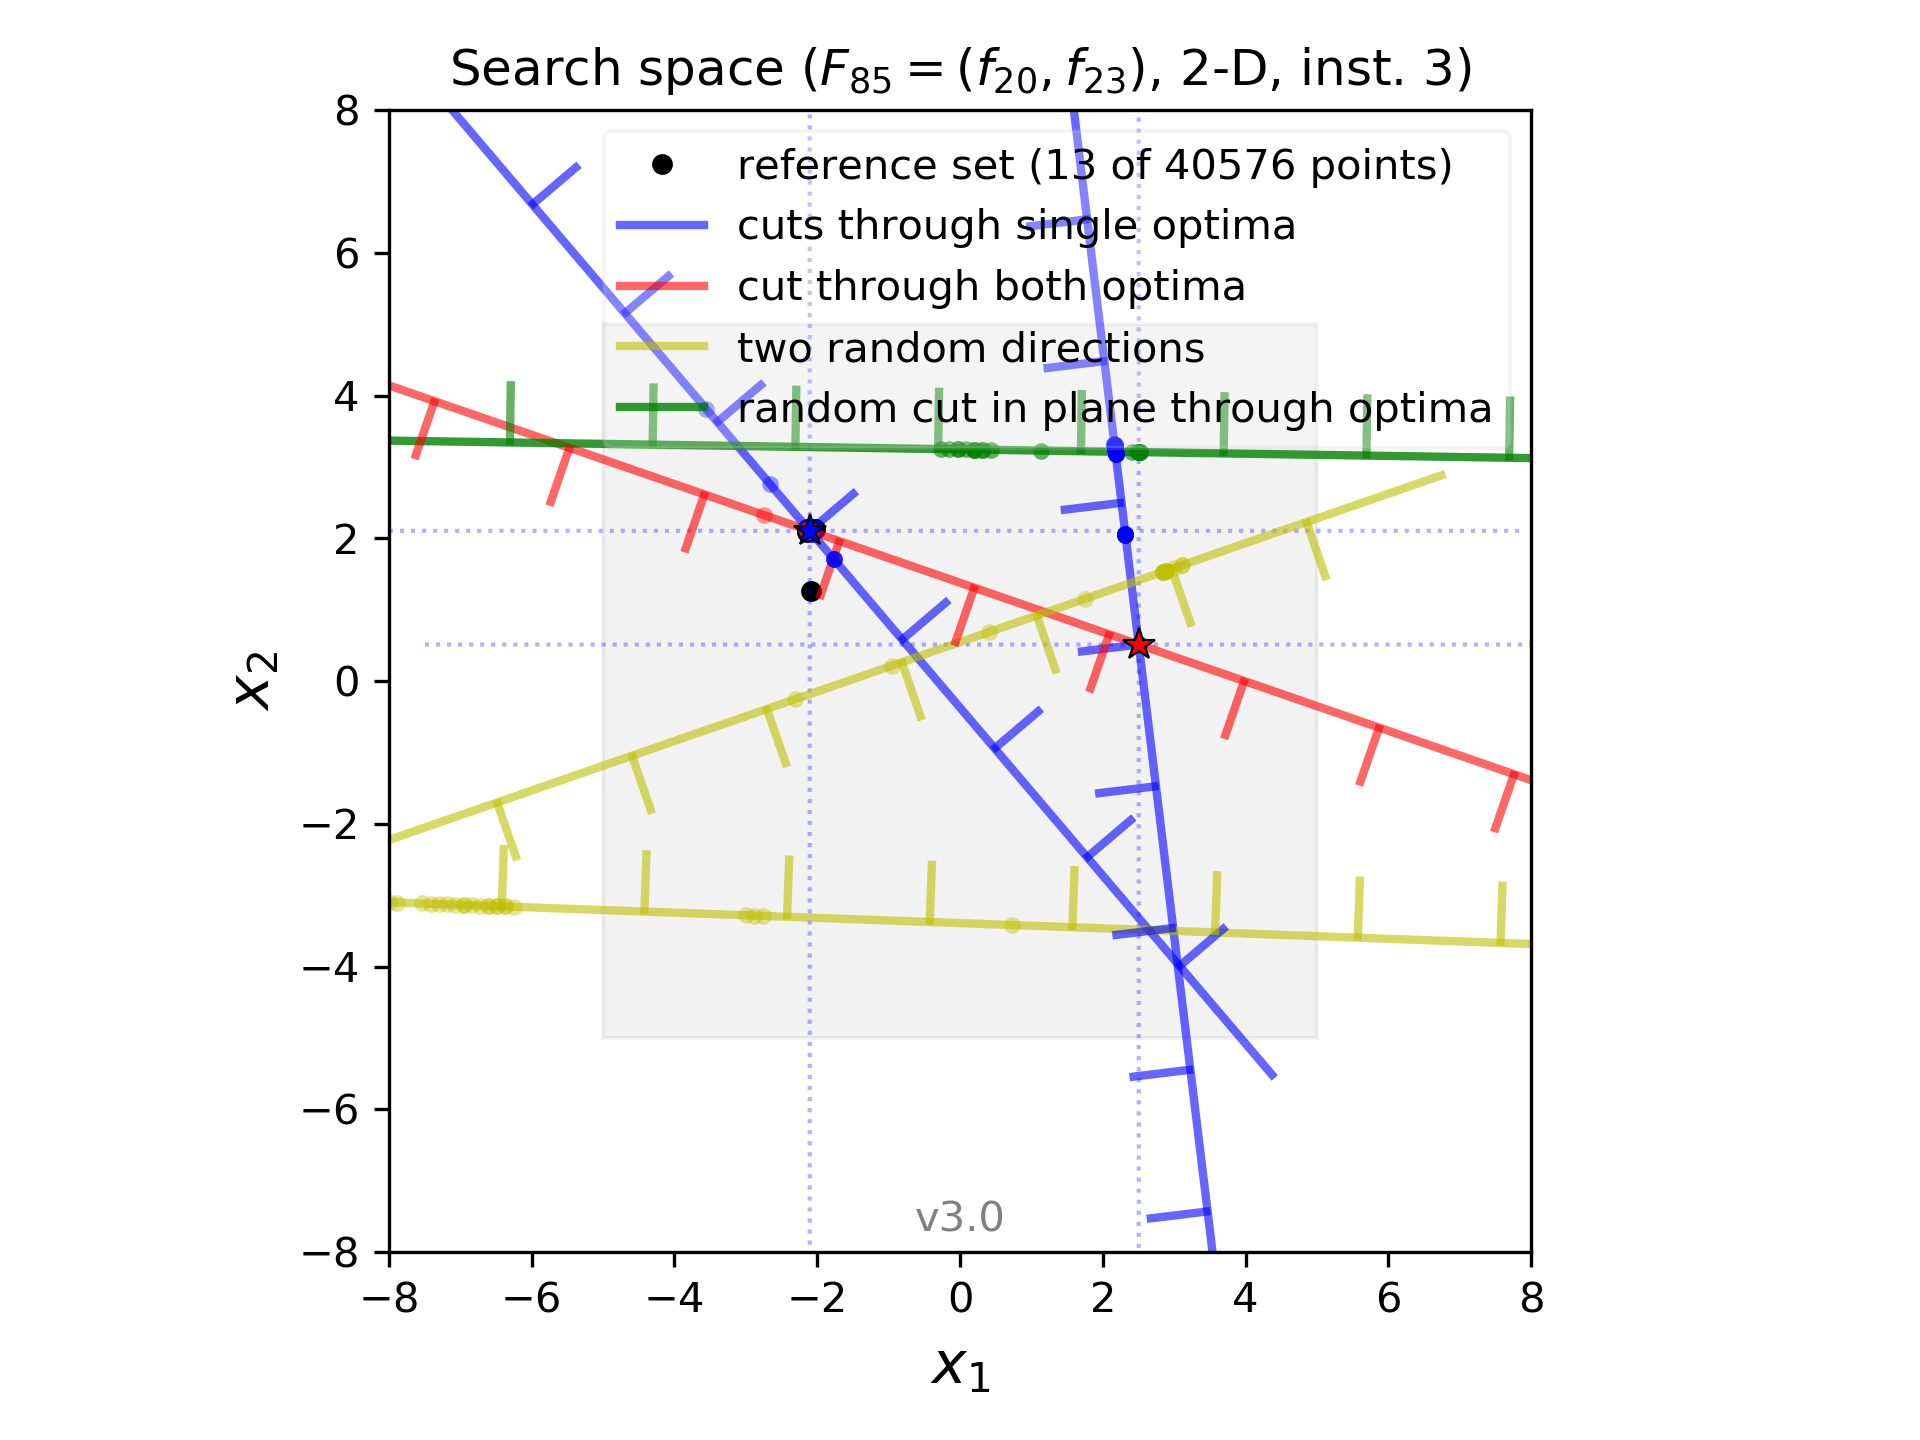 Search space (F₈₅ = (f₂₀, f₂₃), 2-D, inst. 3)
reference set (13 of 40576 points)
cuts through single optima
cut through both optima
two random directions
random cut in plane through optima
8
6
4
2
0
−2
−4
−6
−8
x₂
v3.0
−8 −6 −4 −2 0 2 4 6 8
x₁